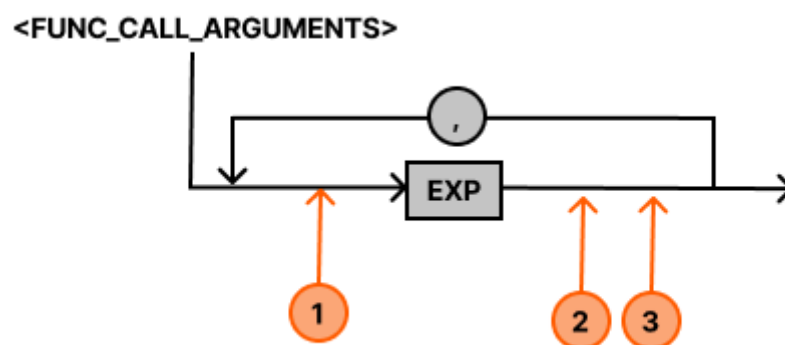 <FUNC_CALL_ARGUMENTS>
,
EXP
1
2 3